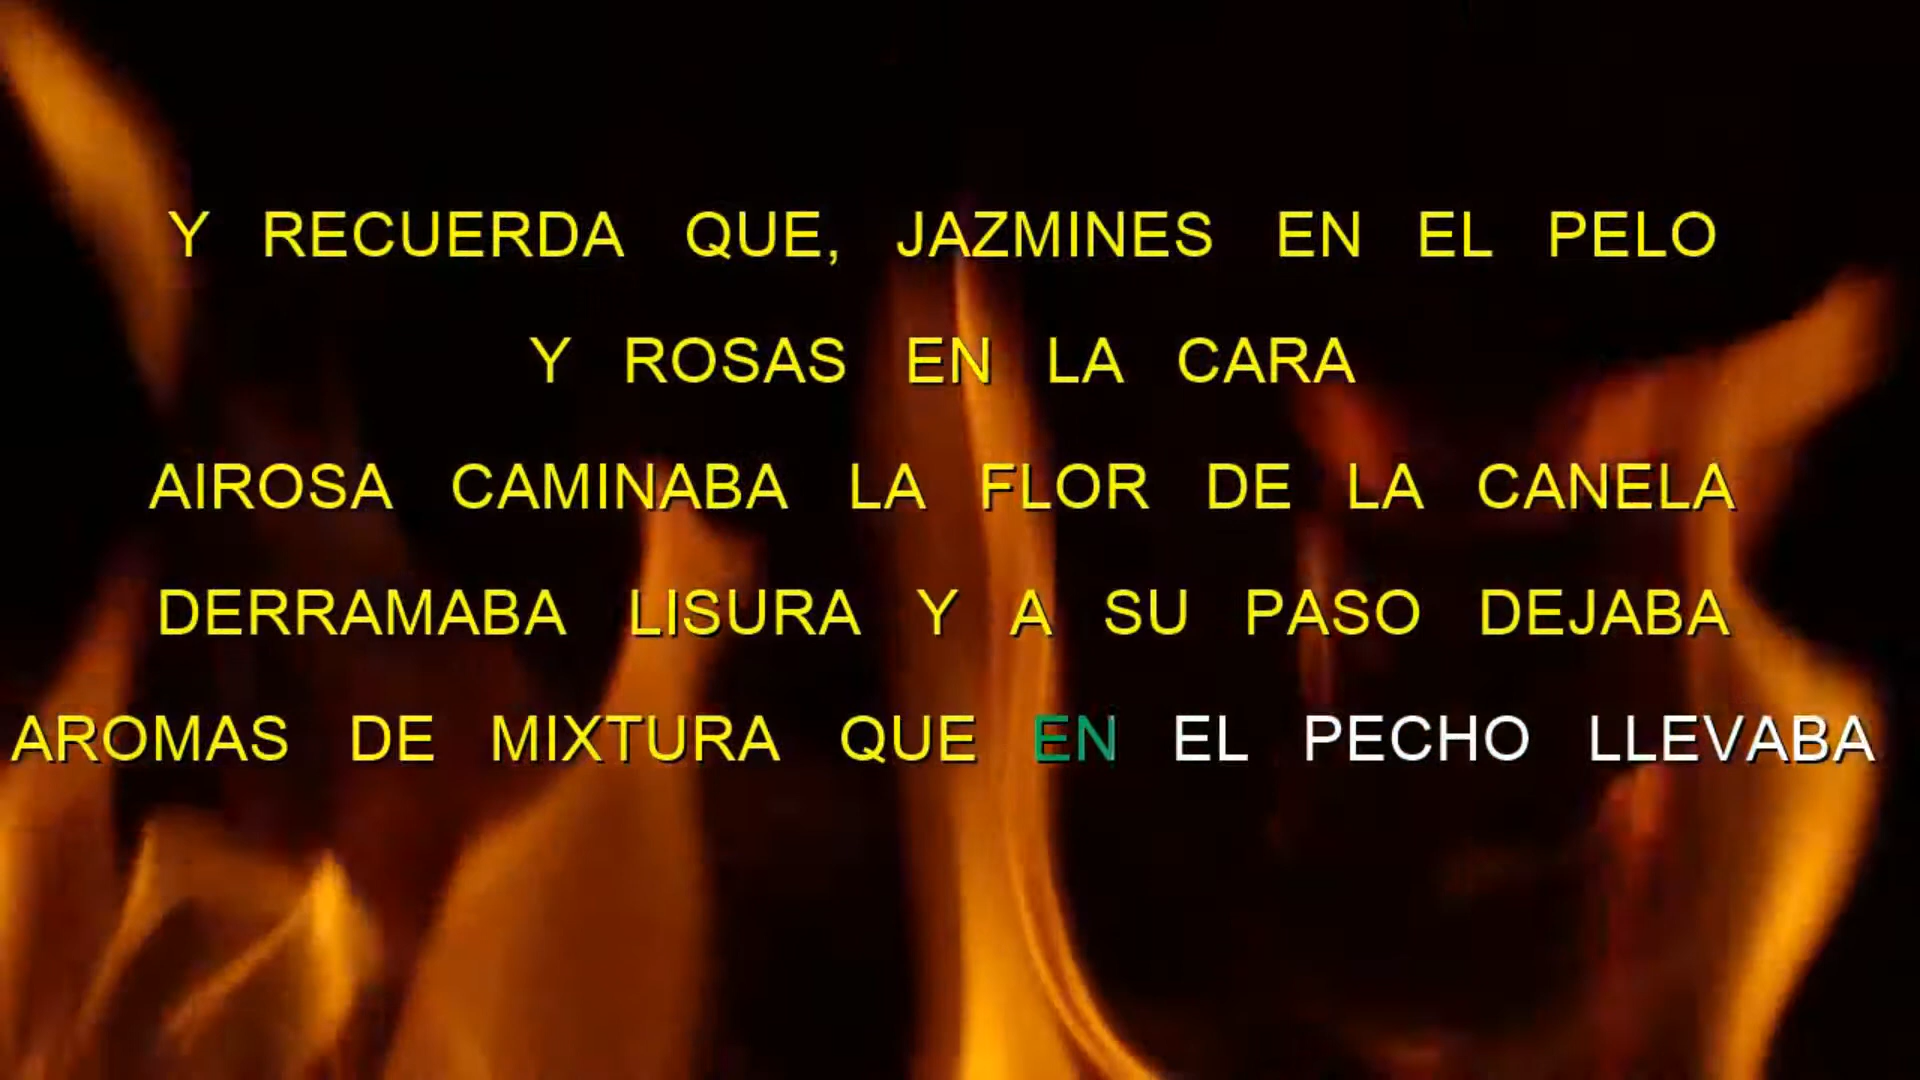 Y RECUERDA QUE, JAZMINES EN EL PELO
Y ROSAS EN LA CARA
AIROSA CAMINABA LA FLOR DE LA CANELA
DERRAMABA LISURA Y A SU PASO DEJABA
AROMAS DE MIXTURA QUE EN EL PECHO LLEVABA